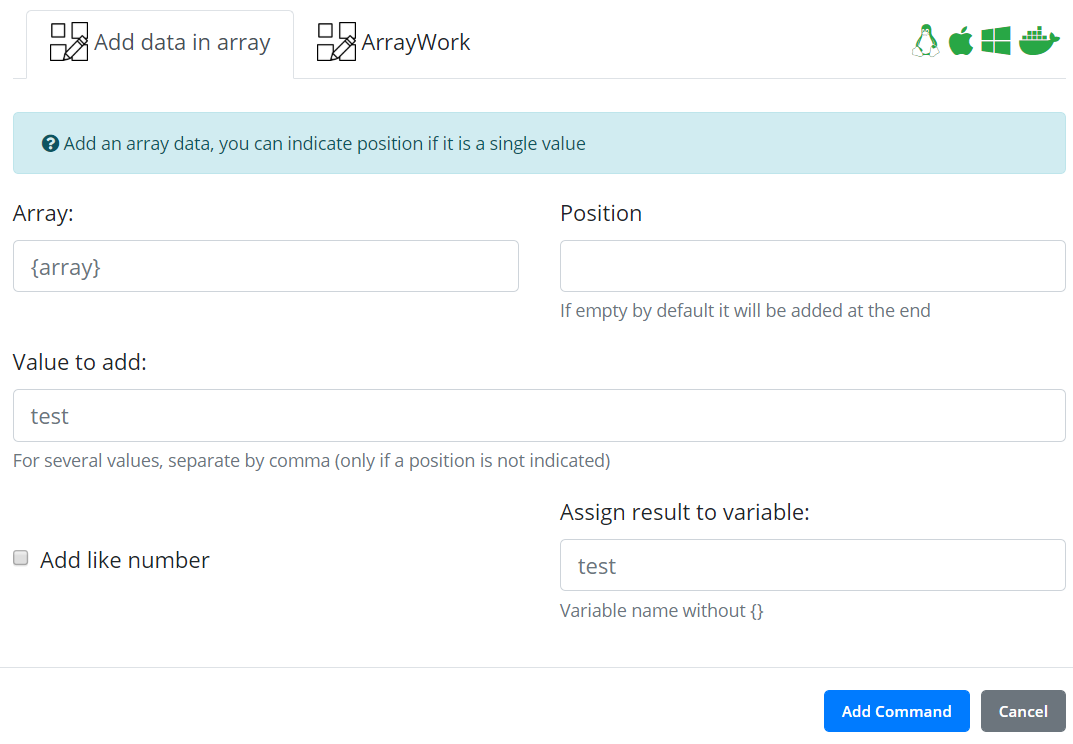 Add data in array
ArrayWork
Add an array data, you can indicate position if it is a single value
Array:
Position
{array}
If empty by default it will be added at the end
Value to add:
test
For several values, separate by comma (only if a position is not indicated)
Assign result to variable:
Add like number
test
Variable name without {}
Add Command
Cancel